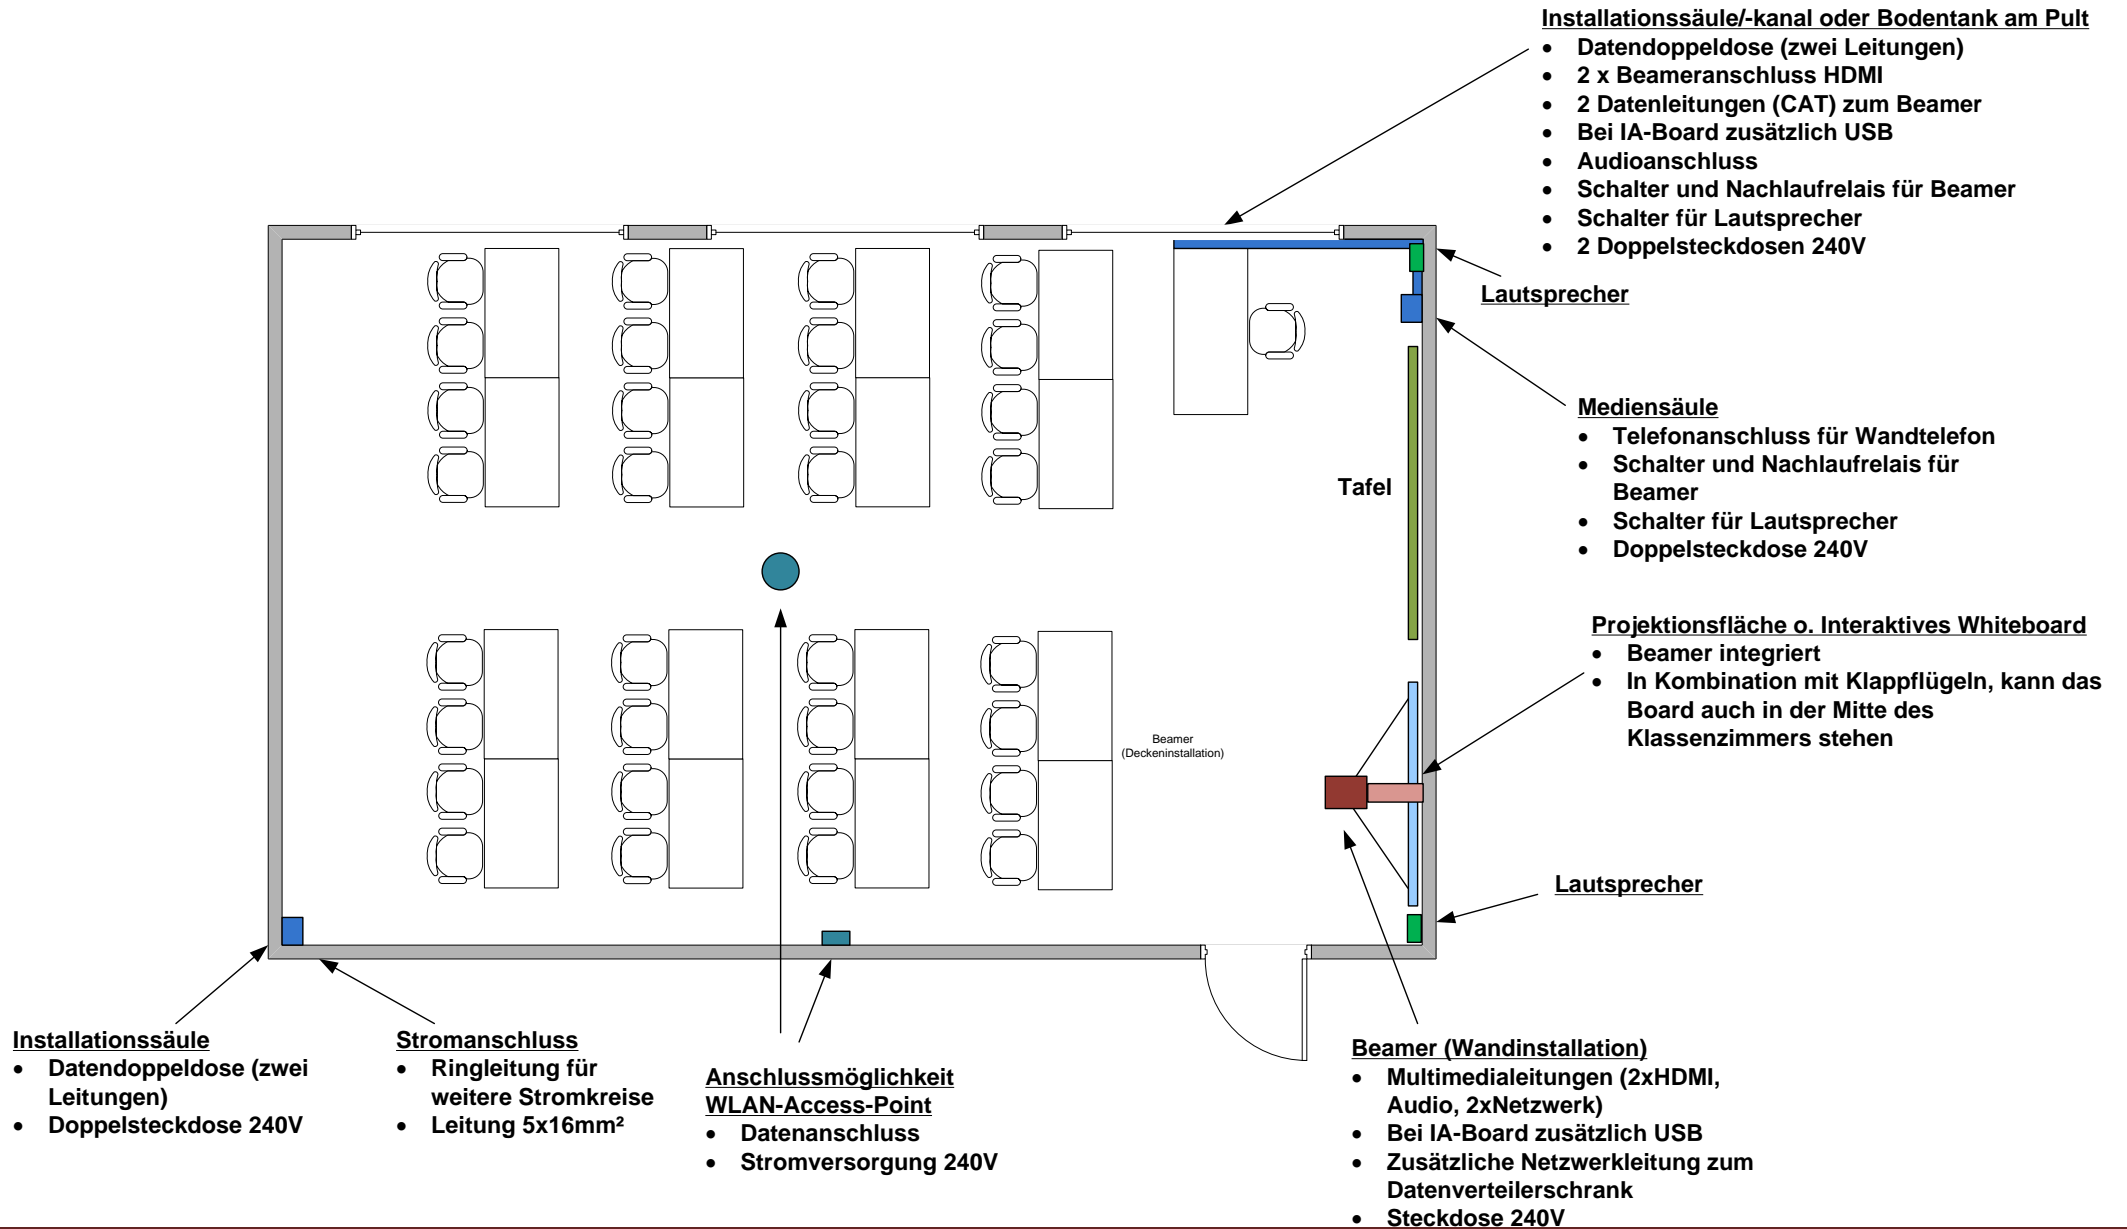 Installationssäule/-kanal oder Bodentank am Pult
• Datendoppeldose (zwei Leitungen)
• 2 x Beameranschluss HDMI
• 2 Datenleitungen (CAT) zum Beamer
• Bei IA-Board zusätzlich USB
• Audioanschluss
• Schalter und Nachlaufrelais für Beamer
• Schalter für Lautsprecher
• 2 Doppelsteckdosen 240V
Lautsprecher
Mediensäule
• Telefonanschluss für Wandtelefon
• Schalter und Nachlaufrelais für
Beamer
• Schalter für Lautsprecher
• Doppelsteckdose 240V
Tafel
Projektionsfläche o. Interaktives Whiteboard
• Beamer integriert
• In Kombination mit Klappflügeln, kann das
Board auch in der Mitte des
Klassenzimmers stehen
Beamer
(Deckeninstallation)
Lautsprecher
Installationssäule
• Datendoppeldose (zwei
Leitungen)
• Doppelsteckdose 240V
Stromanschluss
• Ringleitung für
weitere Stromkreise
• Leitung 5x16mm²
Anschlussmöglichkeit
WLAN-Access-Point
• Datenanschluss
• Stromversorgung 240V
Beamer (Wandinstallation)
• Multimedialeitungen (2xHDMI,
Audio, 2xNetzwerk)
• Bei IA-Board zusätzlich USB
• Zusätzliche Netzwerkleitung zum
Datenverteilerschrank
• Steckdose 240V